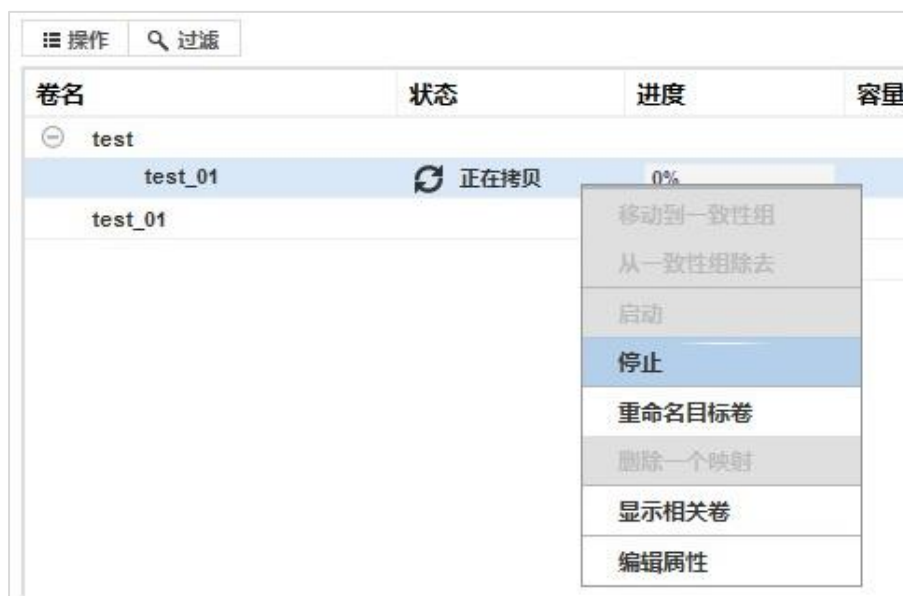 操作 过滤
卷名 状态 进度 容量
test
test_01 正在拷贝 0%
test_01
移动到一致性组
从一致性组除去
启动
停止
重命名目标卷
删除一个映射
显示相关卷
编辑属性